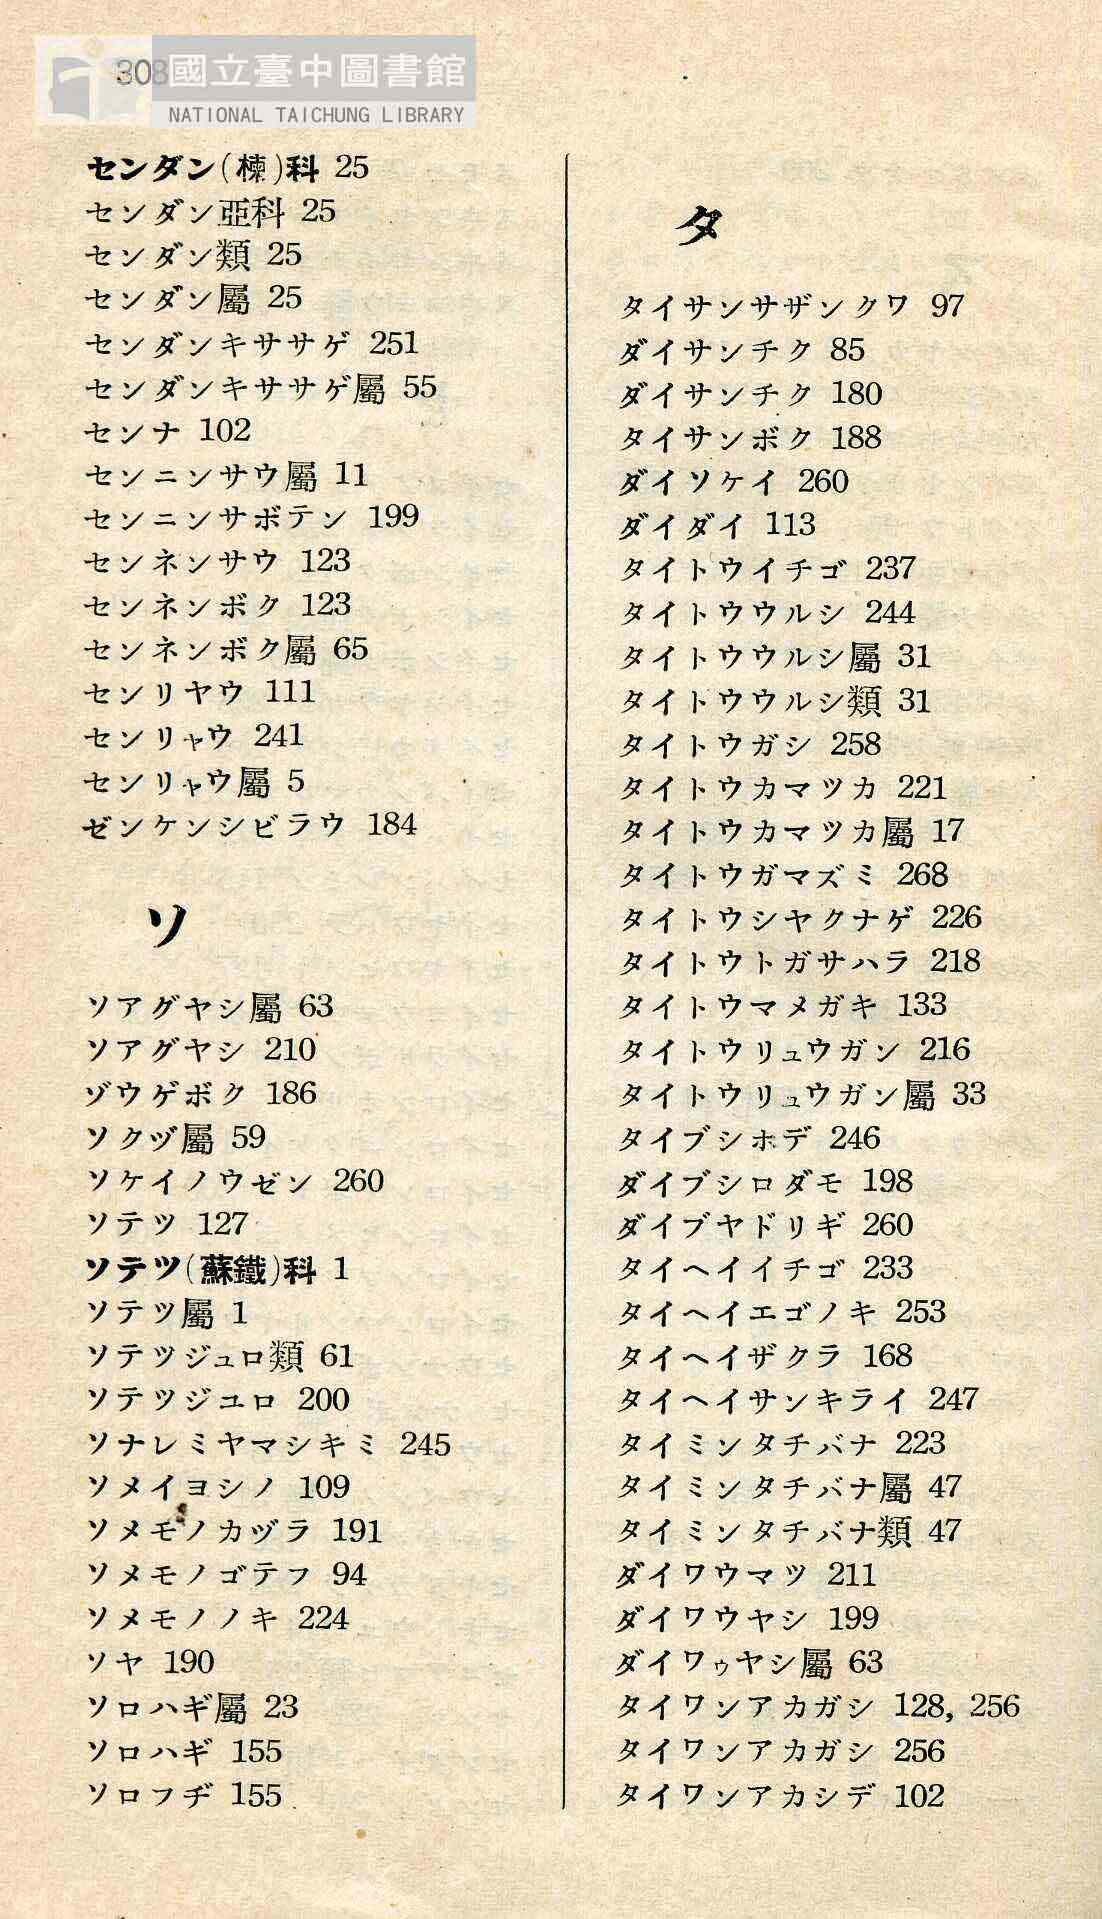 308
國立臺中圖書館
NATIONAL TAICHUNG LIBRARY
センダン(楝)科 25
センダン亞科 25
センダン類 25
センダン屬 25
センダンキササゲ 251
センダンキササゲ屬 55
センナ 102
センニンサウ屬 11
センニンサボテン 199
センネンサウ 123
センネンボク 123
センネンボク屬 65
センリヤウ 111
センリャウ 241
センリャウ屬 5
ゼンケンシビラウ 184
ソ
ソアグヤシ屬 63
ソアグヤシ 210
ゾウゲボク 186
ソクヅ屬 59
ソケイノウゼン 260
ソテツ 127
ソテツ(蘇鐵)科 1
ソテツ屬 1
ソテツジュロ類 61
ソテツジユロ 200
ソナレミヤマシキミ 245
ソメイヨシノ 109
ソメモノカヅラ 191
ソメモノゴテフ 94
ソメモノノキ 224
ソヤ 190
ソロハギ屬 23
ソロハギ 155
ソロフヂ 155
タ
タイサンサザンクワ 97
ダイサンチク 85
ダイサンチク 180
タイサンボク 188
ダイソケイ 260
ダイダイ 113
タイトウイチゴ 237
タイトウウルシ 244
タイトウウルシ屬 31
タイトウウルシ類 31
タイトウガシ 258
タイトウカマツカ 221
タイトウカマツカ屬 17
タイトウガマズミ 268
タイトウシヤクナゲ 226
タイトウトガサハラ 218
タイトウマメガキ 133
タイトウリュウガン 216
タイトウリュウガン屬 33
タイブシホデ 246
ダイブシロダモ 198
ダイブヤドリギ 260
タイヘイイチゴ 233
タイヘイエゴノキ 253
タイヘイザクラ 168
タイヘイサンキライ 247
タイミンタチバナ 223
タイミンタチバナ屬 47
タイミンタチバナ類 47
ダイワウマツ 211
ダイワウヤシ 199
ダイワゥヤシ屬 63
タイワンアカガシ 128, 256
タイワンアカガシ 256
タイワンアカシデ 102